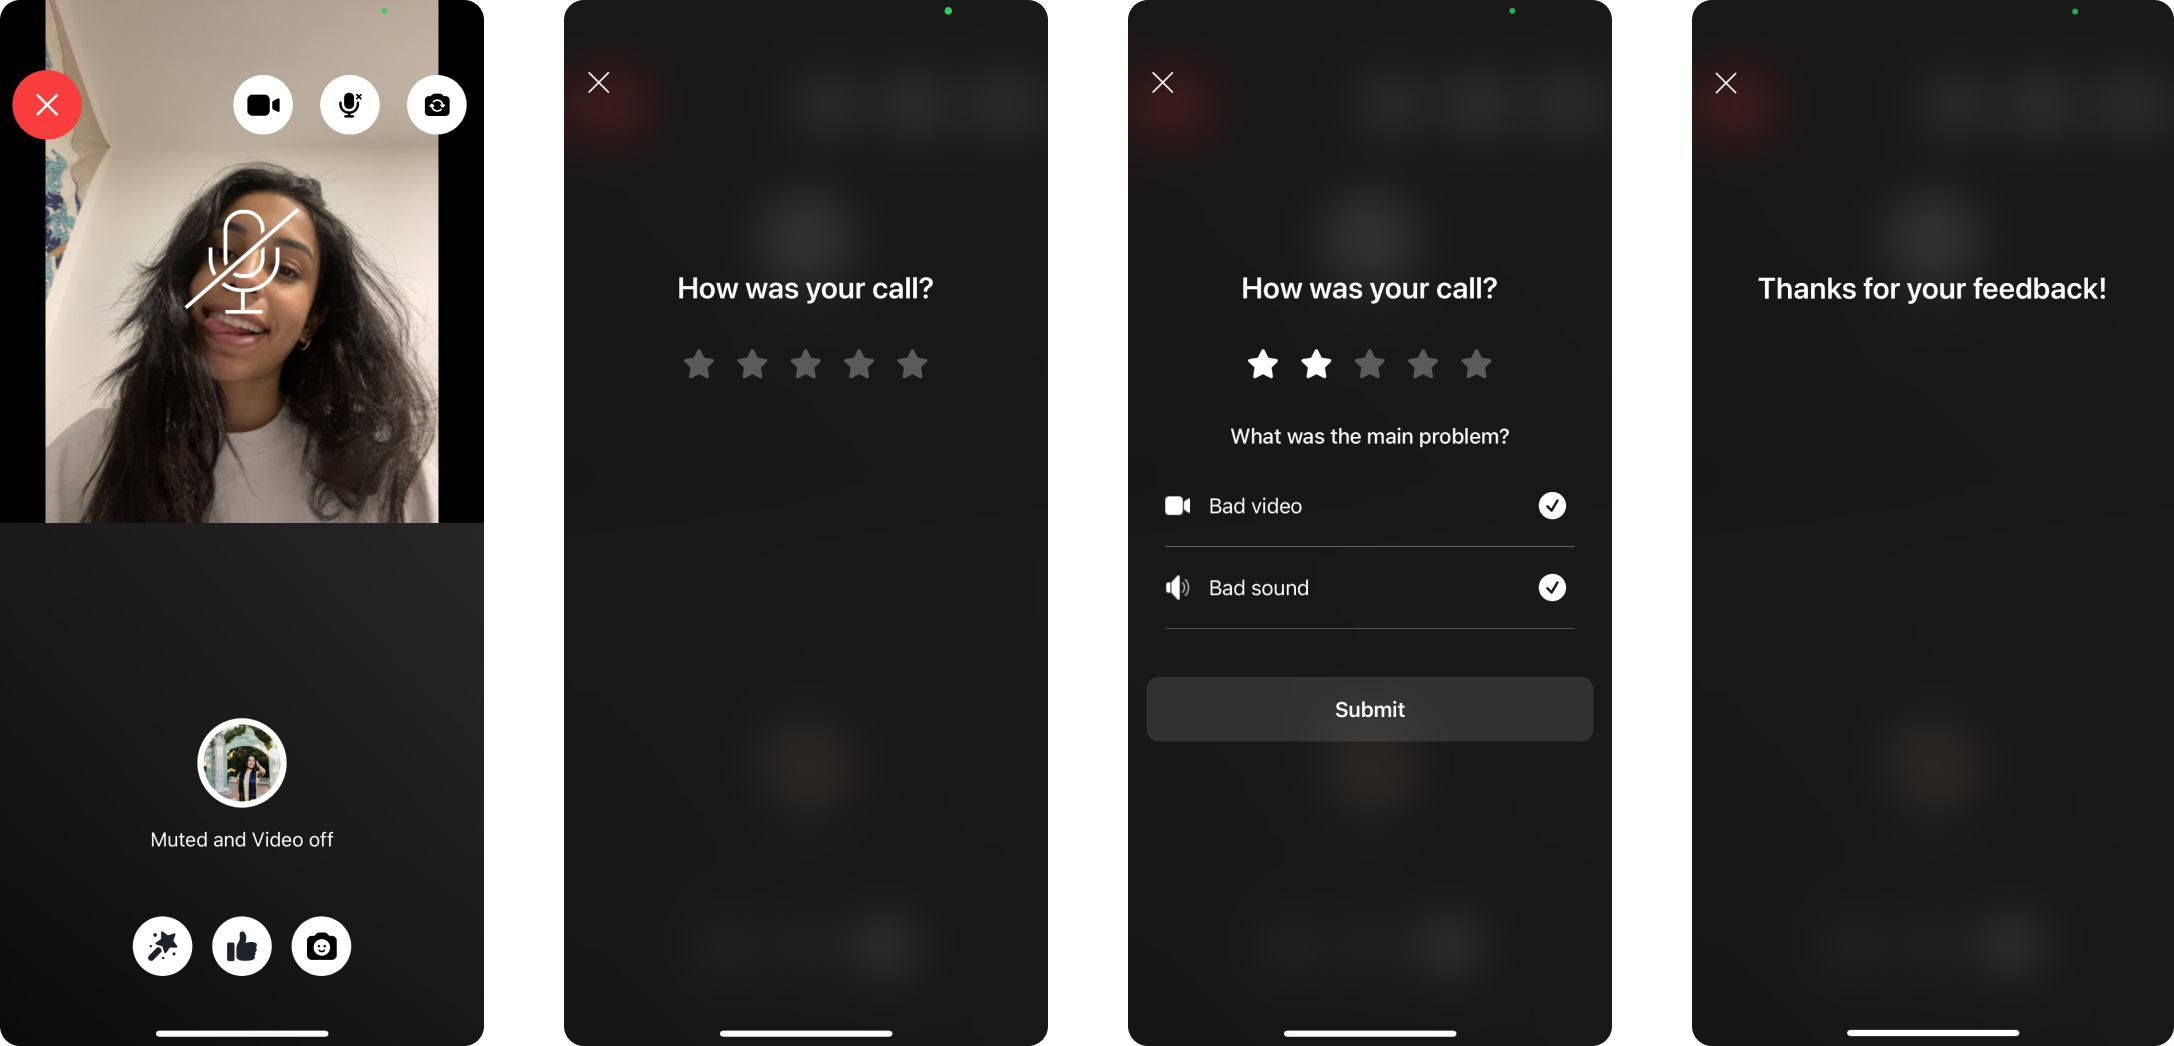 Muted and Video off
How was your call?
How was your call?
What was the main problem?
Bad video
Bad sound
Submit
Thanks for your feedback!